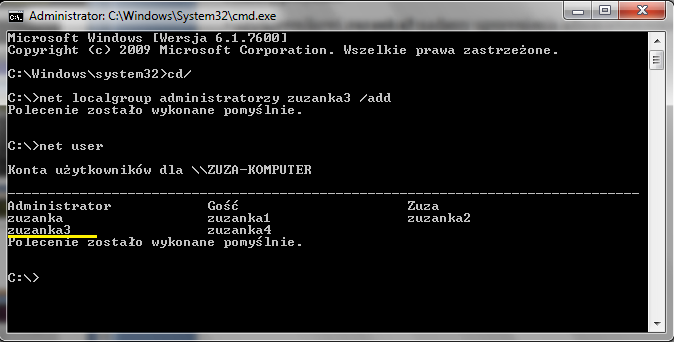 Administrator: C:\Windows\System32\cmd.exe
Microsoft Windows [Wersja 6.1.7600]
Copyright (c) 2009 Microsoft Corporation. Wszelkie prawa zastrzeżone.
C:\Windows\system32>cd/
C:\>net localgroup administratorzy zuzanka3 /add
Polecenie zostało wykonane pomyślnie.
C:\>net user
Konta użytkowników dla \\ZUZA-KOMPUTER
-------------------------------------------------------------------------------
Administrator Gość Zuza
zuzanka zuzanka1 zuzanka2
zuzanka3 zuzanka4
Polecenie zostało wykonane pomyślnie.
C:\>